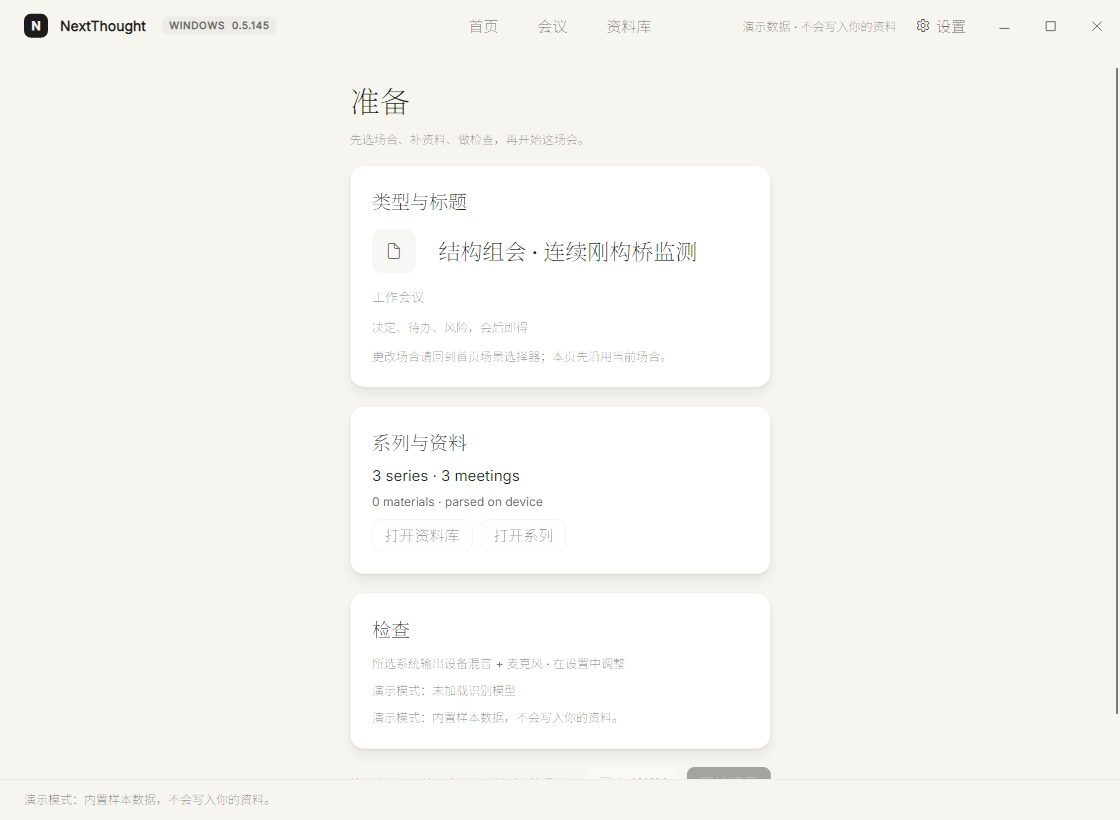 N NextThought WINDOWS 0.5.145 首页 会议 资料库 演示数据 · 不会写入你的资料 设置
准备
先选场合、补资料、做检查，再开始这场会。
类型与标题
结构组会 · 连续刚构桥监测
工作会议
决定、待办、风险，会后即得
更改场合请回到首页场景选择器；本页先沿用当前场合。
系列与资料
3 series · 3 meetings
0 materials · parsed on device
打开资料库 打开系列
检查
所选系统输出设备混音 + 麦克风 · 在设置中调整
演示模式：未加载识别模型
演示模式：内置样本数据，不会写入你的资料。
演示模式：内置样本数据，不会写入你的资料。